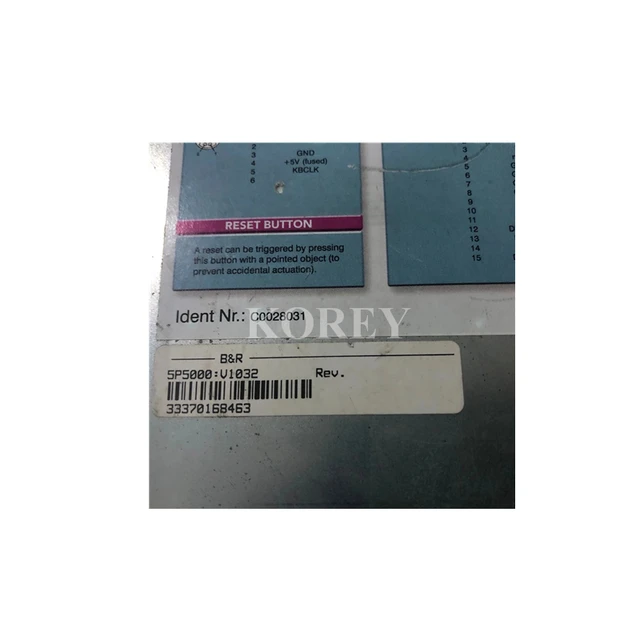 2
3 GND
4 +5V (fused)
5 KBCLK
6
RESET BUTTON
A reset can be triggered by pressing
this button with a pointed object (to
prevent accidental actuation).
3
4
5
6
7
8
9
10
11
12
13
14
15
Ident Nr.: C0028031
KOREY
B&R
5P5000:V1032 Rev.
33370168463